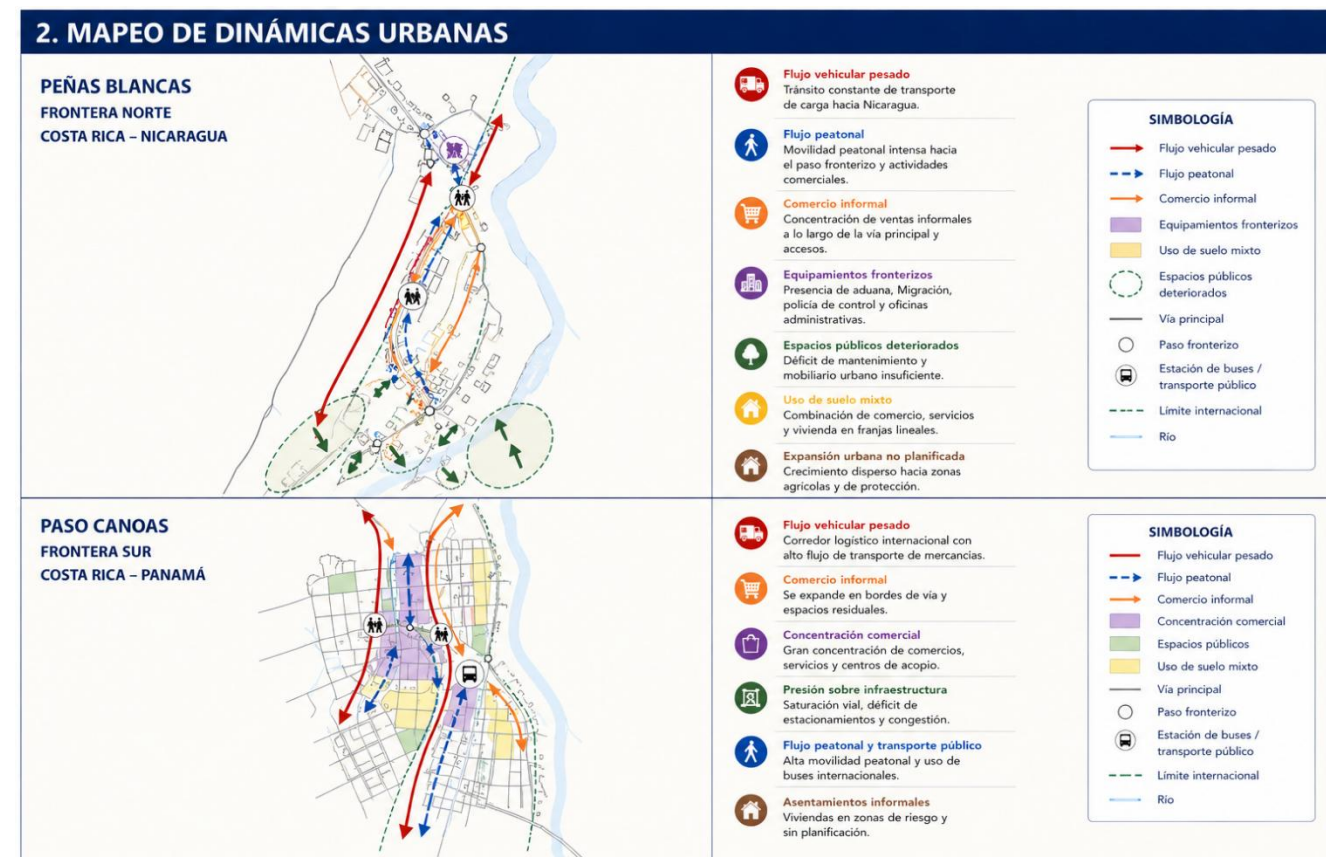 2. MAPEO DE DINÁMICAS URBANAS
PEÑAS BLANCAS
FRONTERA NORTE
COSTA RICA – NICARAGUA
Flujo vehicular pesado
Tránsito constante de transporte
de carga hacia Nicaragua.
Flujo peatonal
Movilidad peatonal intensa hacia
el paso fronterizo y actividades
comerciales.
Comercio informal
Concentración de ventas informales
a lo largo de la vía principal y
accesos.
Equipamientos fronterizos
Presencia de aduana, Migración,
policía de control y oficinas
administrativas.
Espacios públicos deteriorados
Déficit de mantenimiento y
mobiliario urbano insuficiente.
Uso de suelo mixto
Combinación de comercio, servicios
y vivienda en franjas lineales.
Expansión urbana no planificada
Crecimiento disperso hacia zonas
agrícolas y de protección.
SIMBOLOGÍA
Flujo vehicular pesado
Flujo peatonal
Comercio informal
Equipamientos fronterizos
Uso de suelo mixto
Espacios públicos
deteriorados
Vía principal
Paso fronterizo
Estación de buses /
transporte público
Límite internacional
Río
PASO CANOAS
FRONTERA SUR
COSTA RICA – PANAMÁ
Flujo vehicular pesado
Corredor logístico internacional con
alto flujo de transporte de mercancias.
Comercio informal
Se expande en bordes de vía y
espacios residuales.
Concentración comercial
Gran concentración de comercios,
servicios y centros de acopio.
Presión sobre infraestructura
Saturación vial, déficit de
estacionamientos y congestión.
Flujo peatonal y transporte público
Alta movilidad peatonal y uso de
buses internacionales.
Asentamientos informales
Viviendas en zonas de riesgo y
sin planificación.
SIMBOLOGÍA
Flujo vehicular pesado
Flujo peatonal
Comercio informal
Concentración comercial
Espacios públicos
Uso de suelo mixto
Vía principal
Paso fronterizo
Estación de buses /
transporte público
Límite internacional
Río